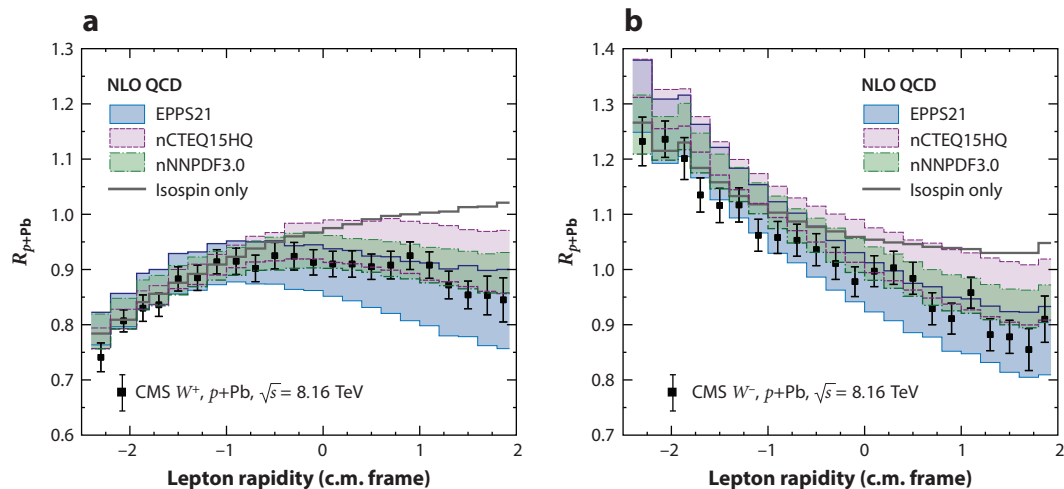 a
1.3
1.2
1.1
1.0
0.9
0.8
0.7
0.6
R_{p+Pb}
NLO QCD
EPPS21
nCTEQ15HQ
nNNPDF3.0
Isospin only
CMS W⁺, p+Pb, √s = 8.16 TeV
−2 −1 0 1 2
Lepton rapidity (c.m. frame)
b
1.4
1.3
1.2
1.1
1.0
0.9
0.8
0.7
R_{p+Pb}
NLO QCD
EPPS21
nCTEQ15HQ
nNNPDF3.0
Isospin only
CMS W⁻, p+Pb, √s = 8.16 TeV
−2 −1 0 1 2
Lepton rapidity (c.m. frame)